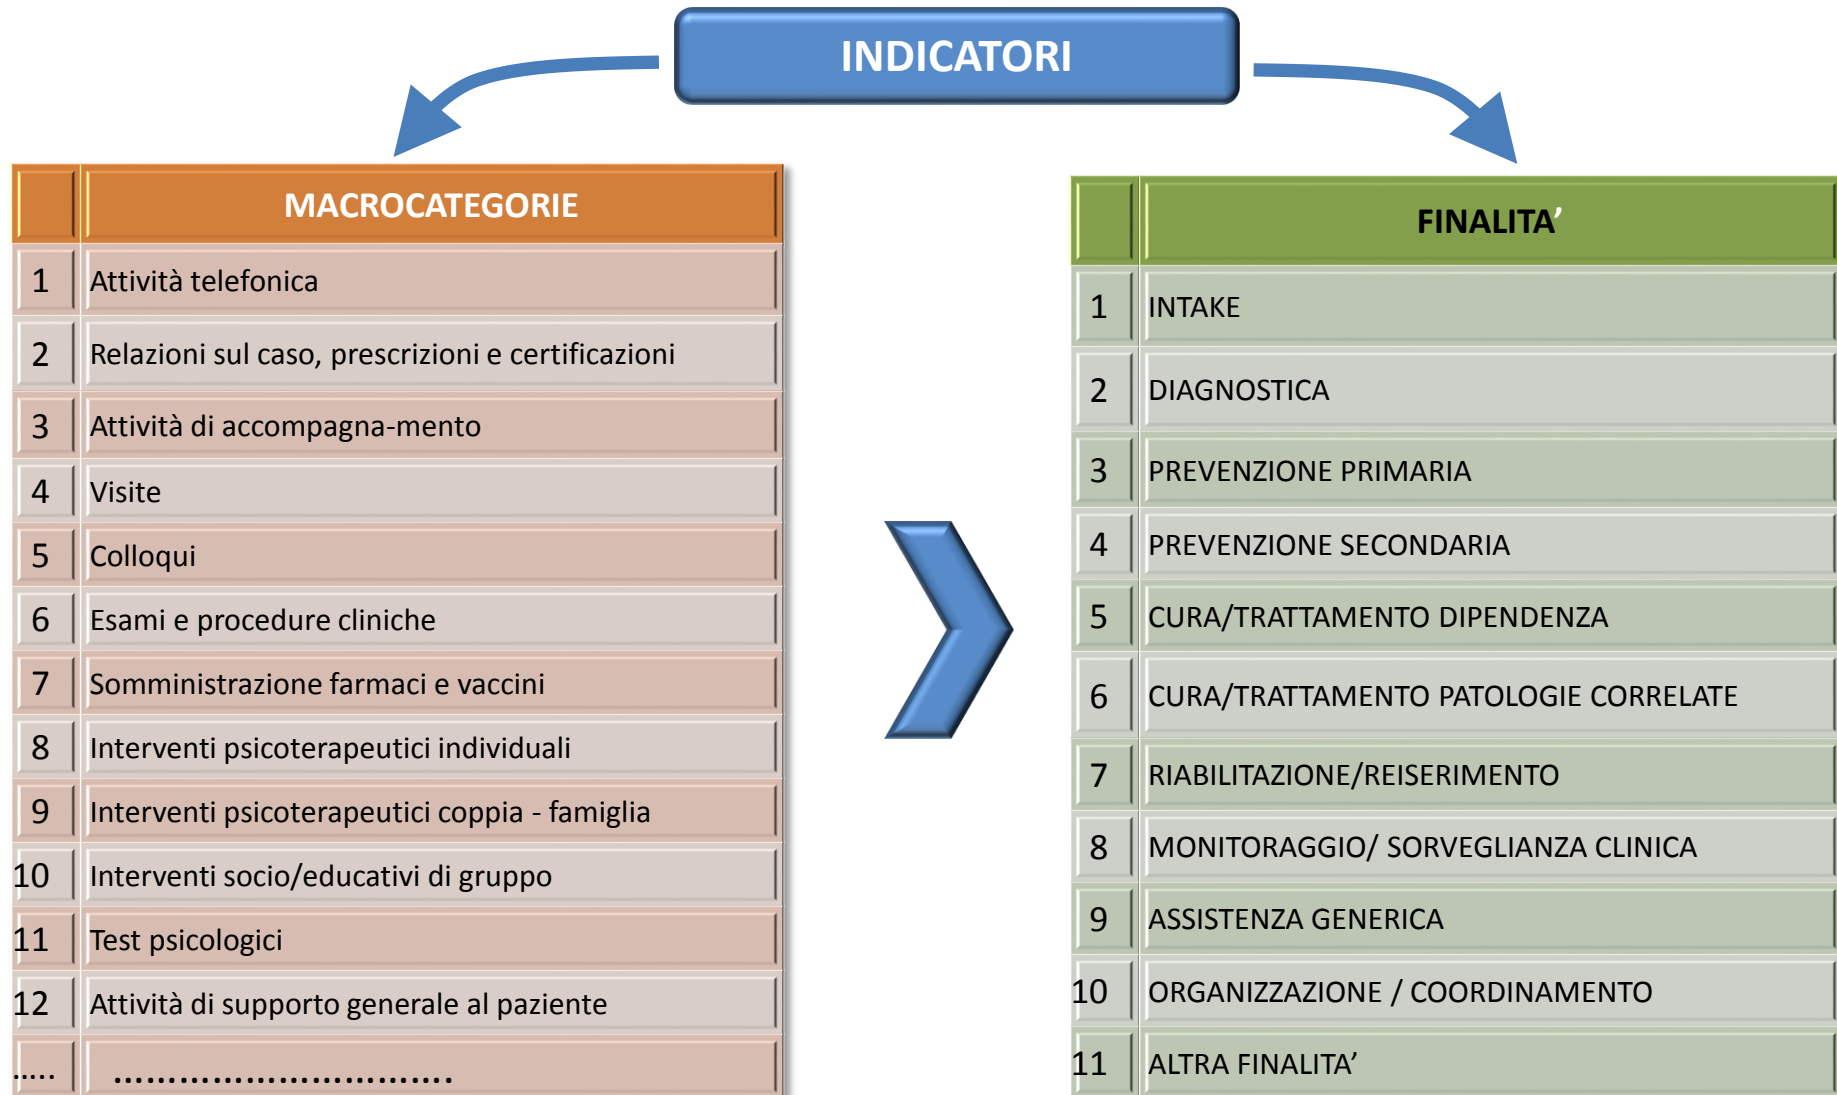 INDICATORI
MACROCATEGORIE
1 Attività telefonica
2 Relazioni sul caso, prescrizioni e certificazioni
3 Attività di accompagna-mento
4 Visite
5 Colloqui
6 Esami e procedure cliniche
7 Somministrazione farmaci e vaccini
8 Interventi psicoterapeutici individuali
9 Interventi psicoterapeutici coppia - famiglia
10 Interventi socio/educativi di gruppo
11 Test psicologici
12 Attività di supporto generale al paziente
..... ................................
FINALITA’
1 INTAKE
2 DIAGNOSTICA
3 PREVENZIONE PRIMARIA
4 PREVENZIONE SECONDARIA
5 CURA/TRATTAMENTO DIPENDENZA
6 CURA/TRATTAMENTO PATOLOGIE CORRELATE
7 RIABILITAZIONE/REISERIMENTO
8 MONITORAGGIO/ SORVEGLIANZA CLINICA
9 ASSISTENZA GENERICA
10 ORGANIZZAZIONE / COORDINAMENTO
11 ALTRA FINALITA’